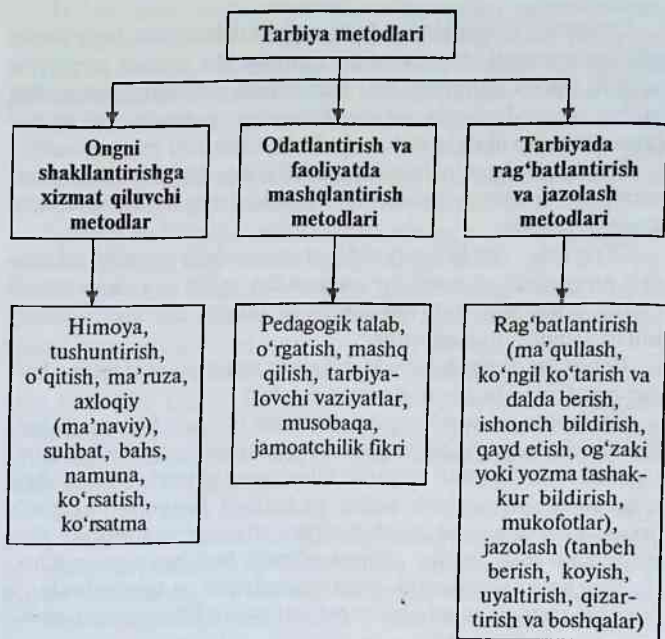 Tarbiya metodlari
Ongni
shakllantirishga
xizmat qiluvchi
metodlar
Odatlantirish va
faoliyatda
mashqlantirish
metodlari
Tarbiyada
rag‘batlantirish
va jazolash
metodlari
Himoya,
tushuntirish,
o‘qitish, ma’ruza,
axloqiy
(ma’naviy),
suhbat, bahs,
namuna,
ko‘rsatish,
ko‘rsatma
Pedagogik talab,
o‘rgatish, mashq
qilish, tarbiya-
lovchi vaziyatlar,
musobaqa,
jamoatchilik fikri
Rag‘batlantirish
(ma’qullash,
ko‘ngil ko‘tarish va
dalda berish,
ishonch bildirish,
qayd etish, og‘zaki
yoki yozma tashak-
kur bildirish,
mukofotlar),
jazolash (tanbeh
berish, koyish,
uyaltirish, qizar-
tirish va boshqalar)